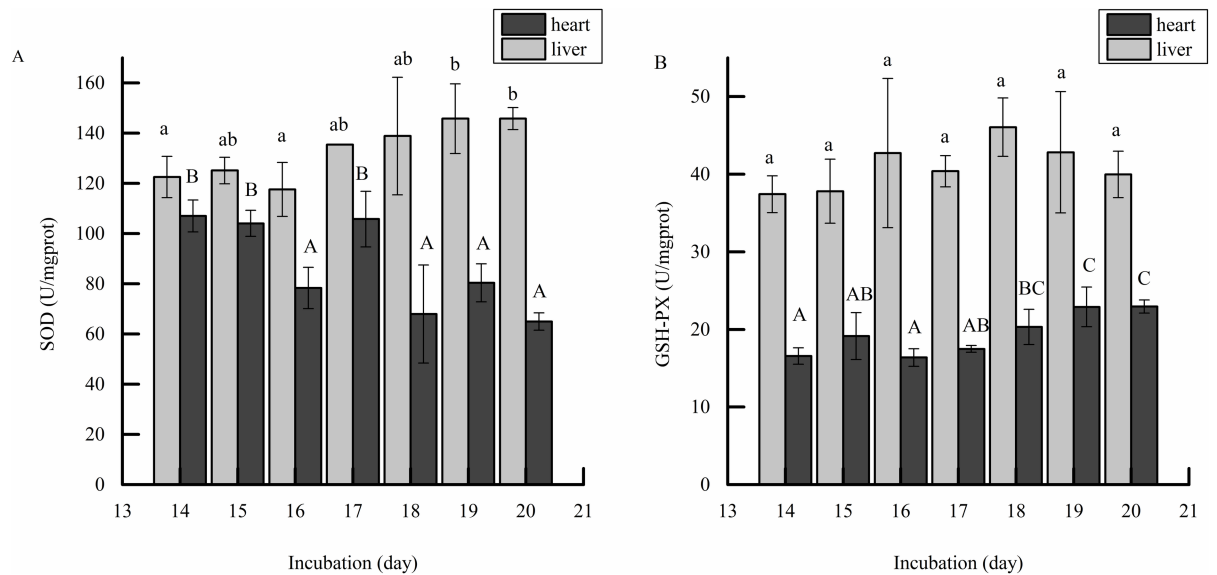 A
heart
liver
SOD (U/mgprot)
160
140
120
100
80
60
40
20
0
a
ab
a
ab
ab
b
b
B
B
A
B
A
A
A
13 14 15 16 17 18 19 20 21
Incubation (day)
B
heart
liver
GSH-PX (U/mgprot)
50
40
30
20
10
0
a
a
a
a
a
a
a
A
AB
A
AB
BC
C
C
13 14 15 16 17 18 19 20 21
Incubation (day)